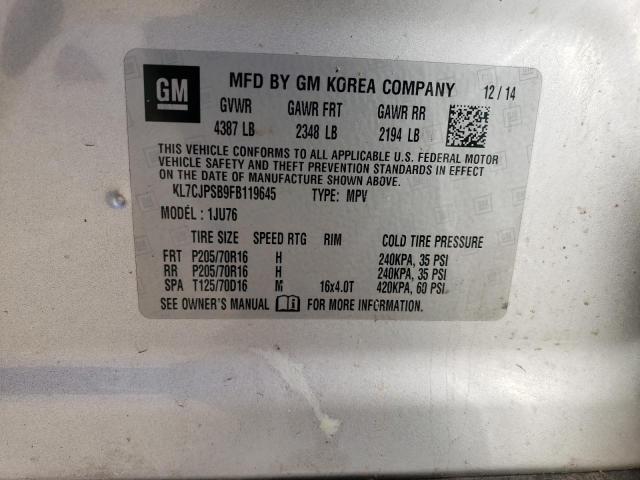 GM MFD BY GM KOREA COMPANY 12/14
GVWR GAWR FRT GAWR RR
4387 LB 2348 LB 2194 LB
THIS VEHICLE CONFORMS TO ALL APPLICABLE U.S. FEDERAL MOTOR
VEHICLE SAFETY AND THEFT PREVENTION STANDARDS IN EFFECT
ON THE DATE OF MANUFACTURE SHOWN ABOVE.
KL7CJPSB9FB119645 TYPE: MPV
MODEL: 1JU76
TIRE SIZE SPEED RTG RIM COLD TIRE PRESSURE
FRT P205/70R16 H 240KPA, 35 PSI
RR P205/70R16 H 240KPA, 35 PSI
SPA T125/70D16 M 16x4.0T 420KPA, 60 PSI
SEE OWNER'S MANUAL FOR MORE INFORMATION.